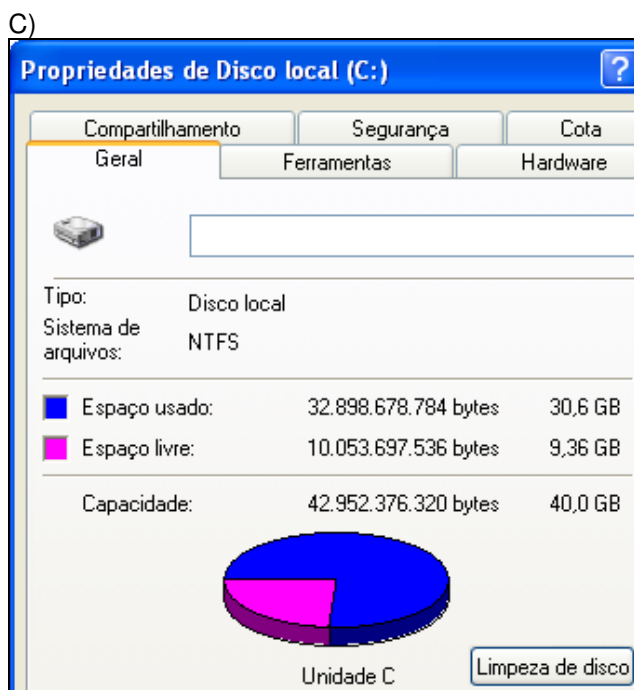 C)
Propriedades de Disco local (C:) ?
Compartilhamento Segurança Cota
Geral Ferramentas Hardware
Tipo: Disco local
Sistema de
arquivos: NTFS
Espaço usado: 32.898.678.784 bytes 30,6 GB
Espaço livre: 10.053.697.536 bytes 9,36 GB
Capacidade: 42.952.376.320 bytes 40,0 GB
Unidade C Limpeza de disco